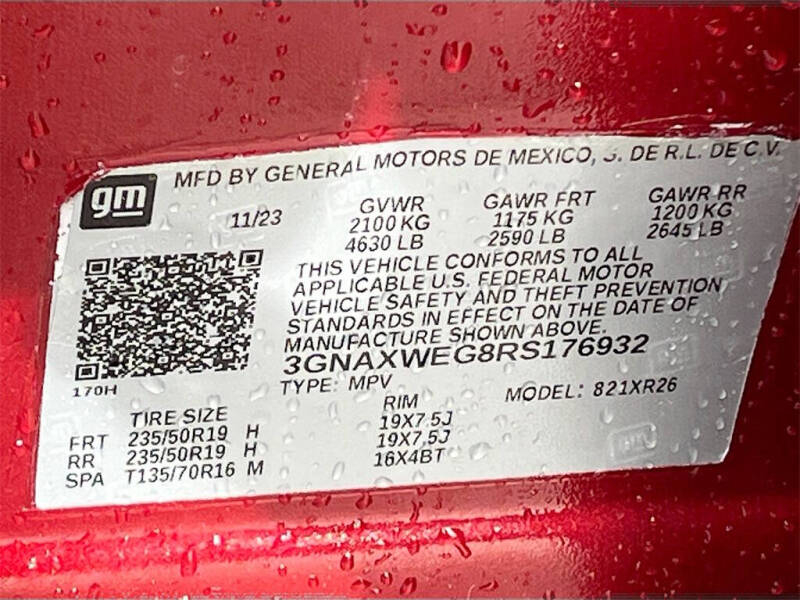 gm
MFD BY GENERAL MOTORS DE MEXICO, S. DE R.L. DE C.V.
11/23
GVWR GAWR FRT GAWR RR
2100 KG 1175 KG 1200 KG
4630 LB 2590 LB 2645 LB
THIS VEHICLE CONFORMS TO ALL
APPLICABLE U.S. FEDERAL MOTOR
VEHICLE SAFETY AND THEFT PREVENTION
STANDARDS IN EFFECT ON THE DATE OF
MANUFACTURE SHOWN ABOVE.
3GNAXWEG8RS176932
170H
TYPE: MPV MODEL: 821XR26
TIRE SIZE RIM
FRT 235/50R19 H 19X7.5J
RR 235/50R19 H 19X7.5J
SPA T135/70R16 M 16X4BT